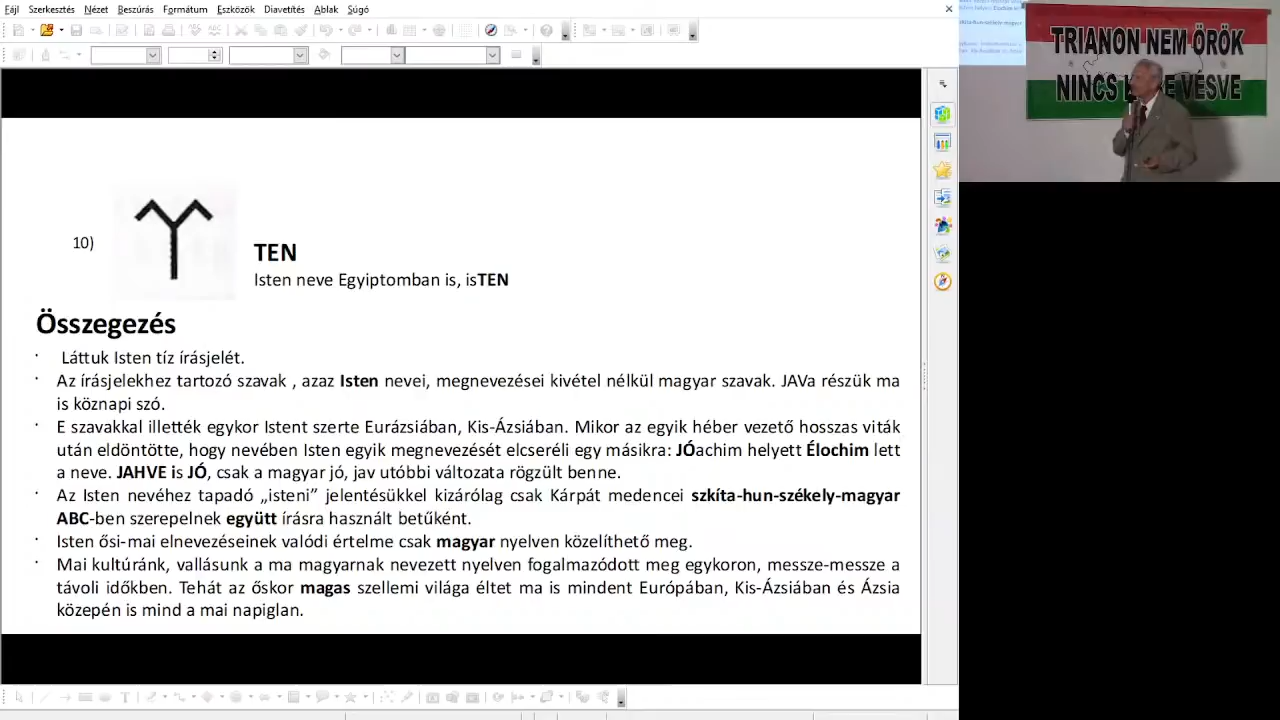 Fájl Szerkesztés Nézet Beszúrás Formátum Eszközök Diavetítés Ablak Súgó
TRIANON NEM ÖRÖK
NINCS VÉSVE
10)
TEN
Isten neve Egyiptomban is, isTEN
Összegezés
· Láttuk Isten tíz írásjelét.
· Az írásjelekhez tartozó szavak , azaz Isten nevei, megnevezései kivétel nélkül magyar szavak. JAVa részük ma
is köznapi szó.
· E szavakkal illették egykor Istent szerte Eurázsiában, Kis-Ázsiában. Mikor az egyik héber vezető hosszas viták
után eldöntötte, hogy nevében Isten egyik megnevezését elcseréli egy másikra: JÓachim helyett Élochim lett
a neve. JAHVE is JÓ, csak a magyar jó, jav utóbbi változata rögzült benne.
· Az Isten nevéhez tapadó „isteni” jelentésükkel kizárólag csak Kárpát medencei szkíta-hun-székely-magyar
ABC-ben szerepelnek együtt írásra használt betűként.
· Isten ősi-mai elnevezéseinek valódi értelme csak magyar nyelven közelíthető meg.
· Mai kultúránk, vallásunk a ma magyarnak nevezett nyelven fogalmazódott meg egykoron, messze-messze a
távoli időkben. Tehát az őskor magas szellemi világa éltet ma is mindent Európában, Kis-Ázsiában és Ázsia
közepén is mind a mai napiglan.